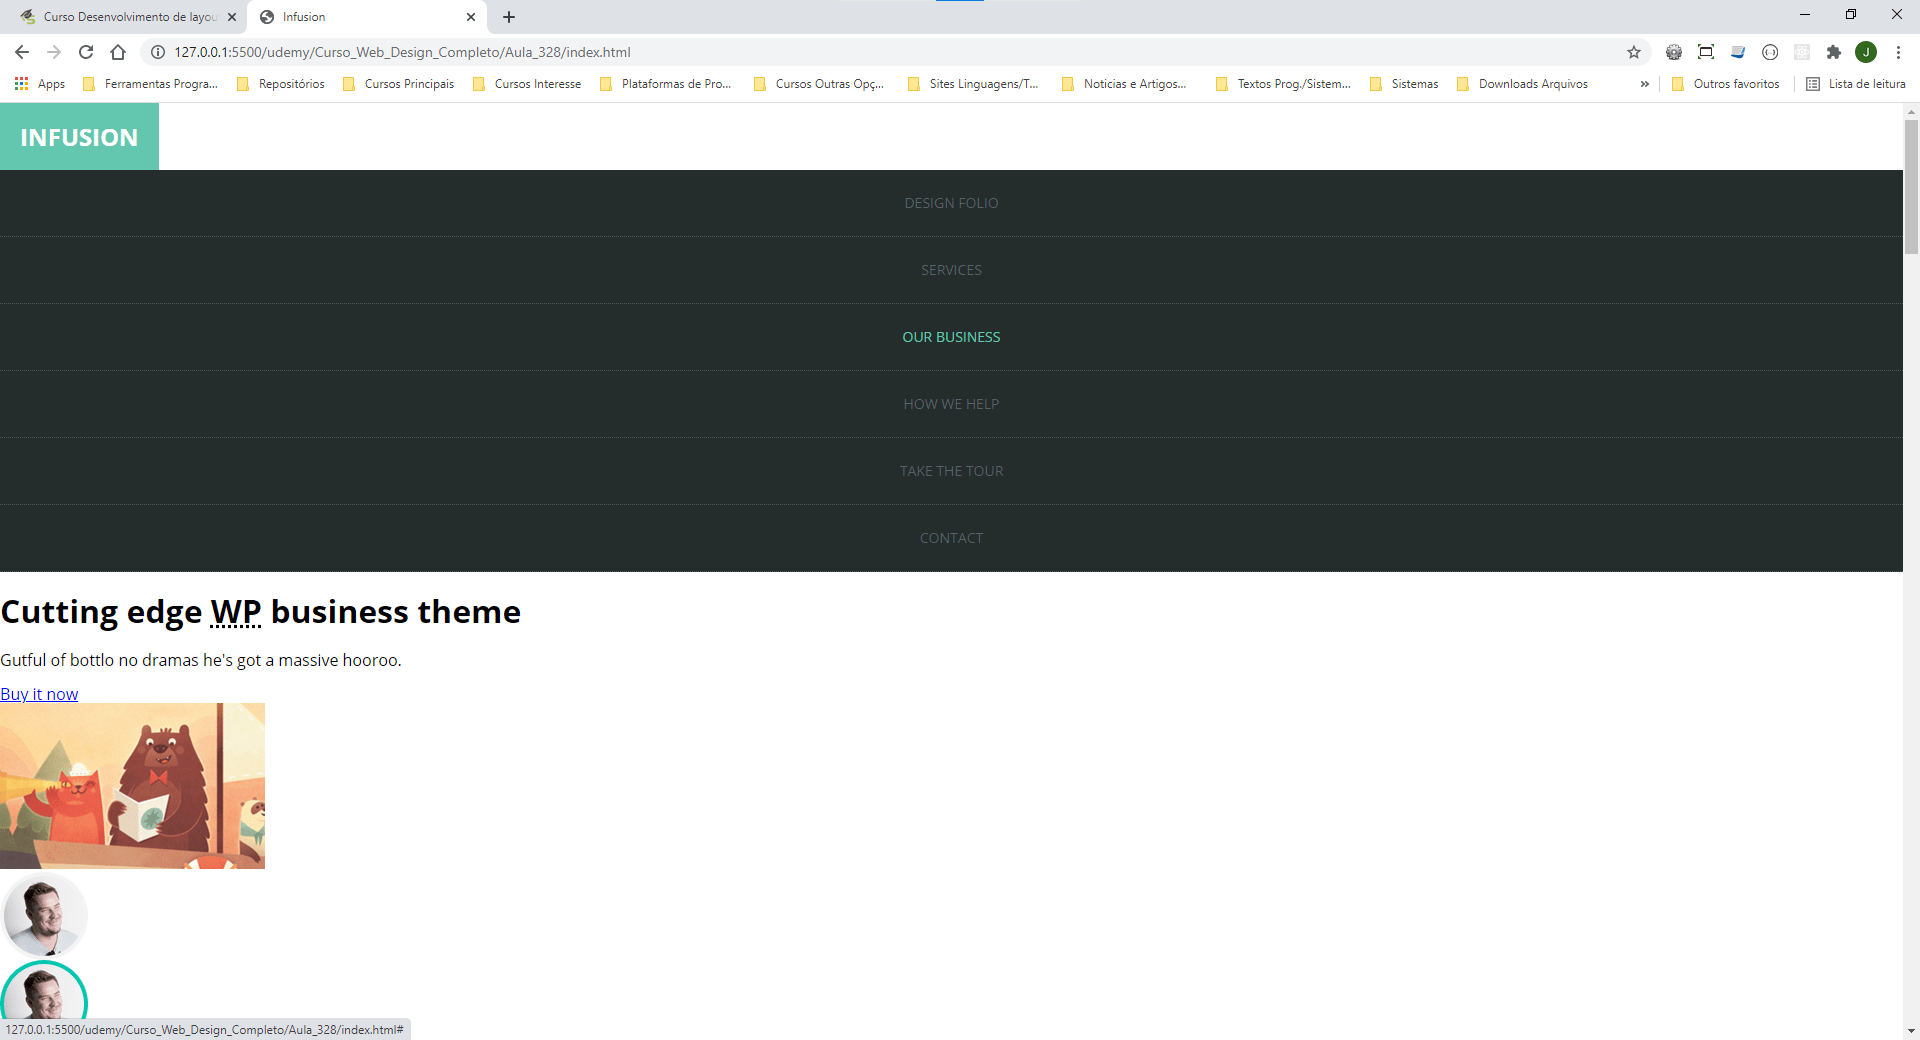 Curso Desenvolvimento de layou
Infusion
127.0.0.1:5500/udemy/Curso_Web_Design_Completo/Aula_328/index.html
J
Apps
Ferramentas Progra...
Repositórios
Cursos Principais
Cursos Interesse
Plataformas de Pro...
Cursos Outras Opç...
Sites Linguagens/T...
Noticias e Artigos...
Textos Prog./Sistem...
Sistemas
Downloads Arquivos
»
Outros favoritos
Lista de leitura
INFUSION
DESIGN FOLIO
SERVICES
OUR BUSINESS
HOW WE HELP
TAKE THE TOUR
CONTACT
Cutting edge WP business theme
Gutful of bottlo no dramas he's got a massive hooroo.
Buy it now
127.0.0.1:5500/udemy/Curso_Web_Design_Completo/Aula_328/index.html#